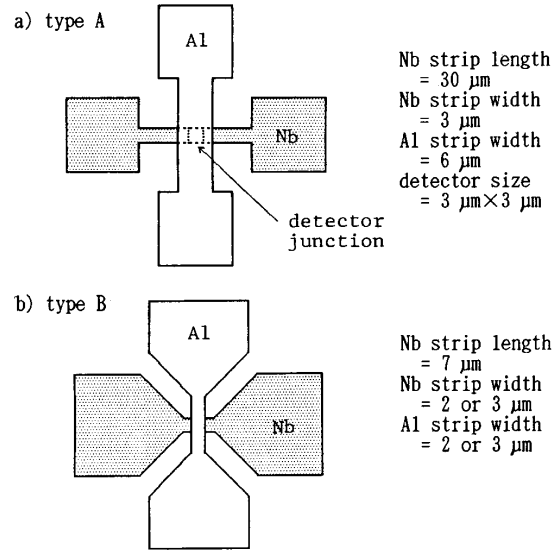 a) type A
Al
Nb
detector
junction
Nb strip length
= 30 μm
Nb strip width
= 3 μm
Al strip width
= 6 μm
detector size
= 3 μm×3 μm
b) type B
Al
Nb
Nb strip length
= 7 μm
Nb strip width
= 2 or 3 μm
Al strip width
= 2 or 3 μm